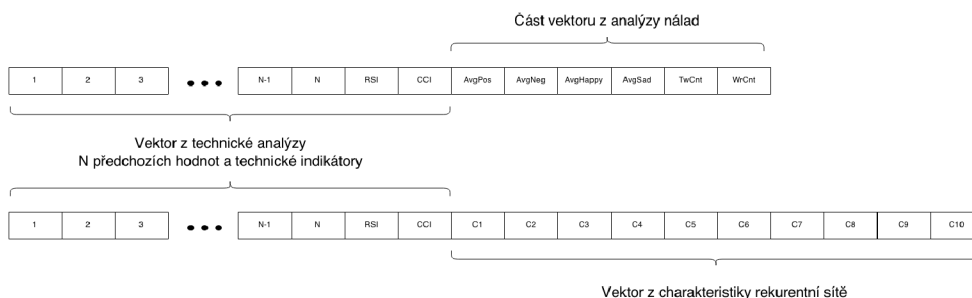 Část vektoru z analýzy nálad
1 2 3 ••• N-1 N RSI CCI AvgPos AvgNeg AvgHappy AvgSad TwCnt WrCnt
Vektor z technické analýzy
N předchozích hodnot a technické indikátory
1 2 3 ••• N-1 N RSI CCI C1 C2 C3 C4 C5 C6 C7 C8 C9 C10
Vektor z charakteristiky rekurentní sítě